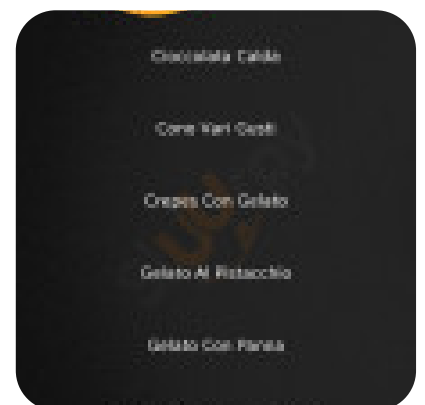 Cioccolata Calda
Cono Vari Gusti
Crepes Con Gelato
Gelato Al Pistacchio
Gelato Con Panna